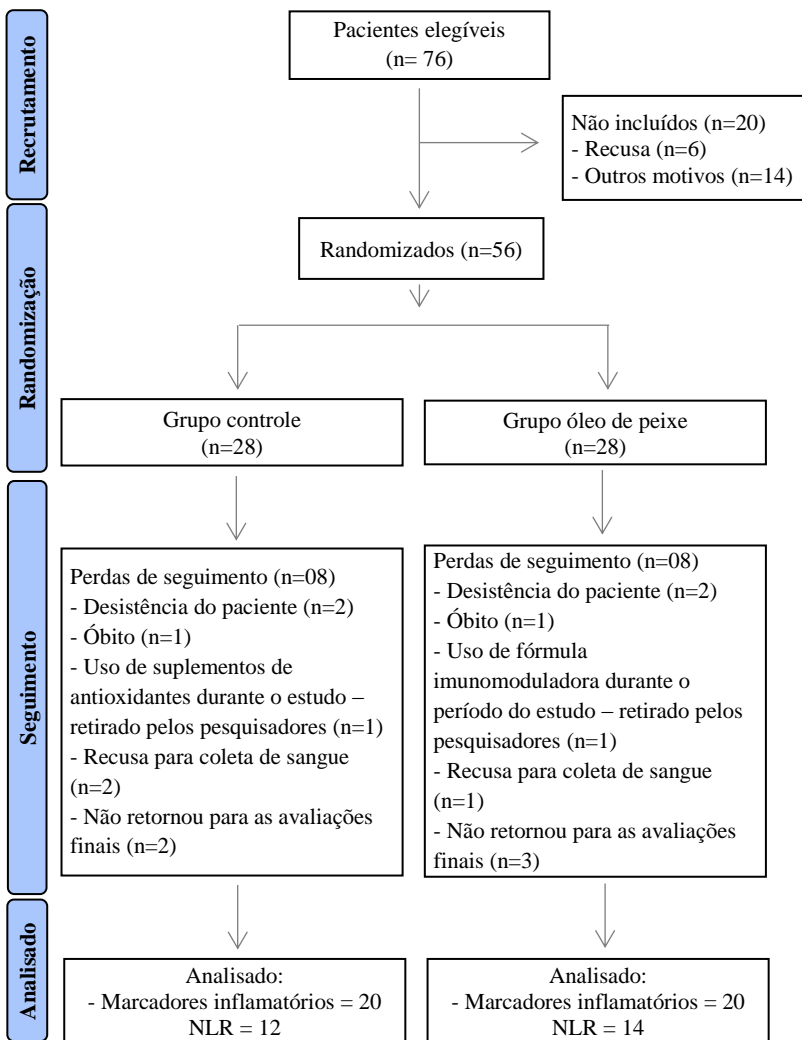 Recrutamento
Pacientes elegíveis
(n= 76)
Não incluídos (n=20)
- Recusa (n=6)
- Outros motivos (n=14)
Randomização
Randomizados (n=56)
Grupo controle
(n=28)
Grupo óleo de peixe
(n=28)
Seguimento
Perdas de seguimento (n=08)
- Desistência do paciente (n=2)
- Óbito (n=1)
- Uso de suplementos de
antioxidantes durante o estudo –
retirado pelos pesquisadores (n=1)
- Recusa para coleta de sangue
(n=2)
- Não retornou para as avaliações
finais (n=2)
Perdas de seguimento (n=08)
- Desistência do paciente (n=2)
- Óbito (n=1)
- Uso de fórmula
imunomoduladora durante o
período do estudo – retirado pelos
pesquisadores (n=1)
- Recusa para coleta de sangue
(n=1)
- Não retornou para as avaliações
finais (n=3)
Analisado
Analisado:
- Marcadores inflamatórios = 20
NLR = 12
Analisado:
- Marcadores inflamatórios = 20
NLR = 14